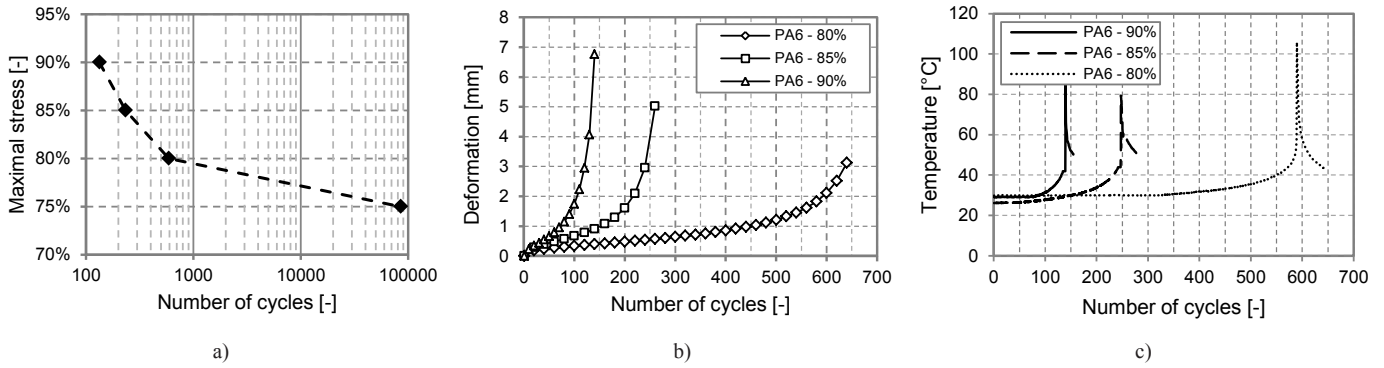 95%
90%
85%
80%
75%
70%
Maximal stress [-]
100
1000
10000
100000
Number of cycles [-]
a)
8
7
6
5
4
3
2
1
0
Deformation [mm]
PA6 - 80%
PA6 - 85%
PA6 - 90%
0
100
200
300
400
500
600
700
Number of cycles [-]
b)
120
100
80
60
40
20
0
Temperature [°C]
PA6 - 90%
PA6 - 85%
PA6 - 80%
0
100
200
300
400
500
600
700
Number of cycles [-]
c)